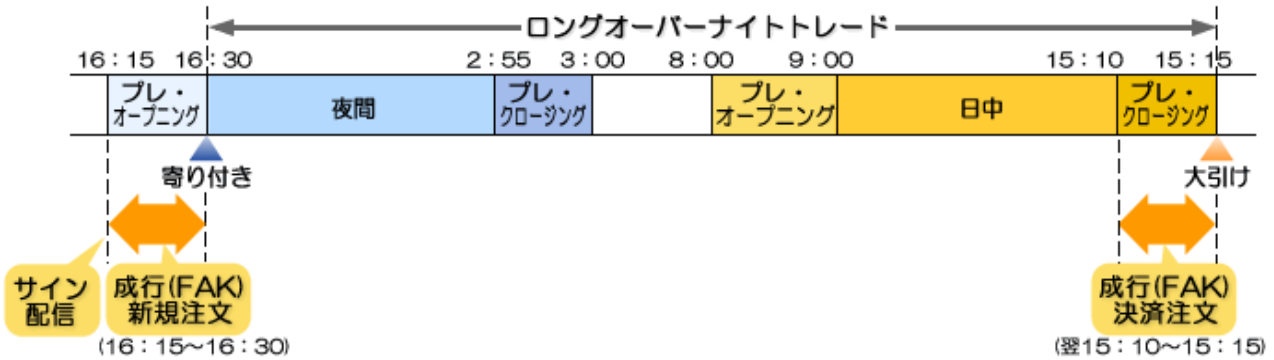 ロングオーバーナイトトレード
16：15 16：30 2：55 3：00 8：00 9：00 15：10 15：15
プレ・
オープニング
夜間
プレ・
クロージング
プレ・
オープニング
日中
プレ・
クロージング
寄り付き
大引け
サイン
配信
成行(FAK)
新規注文
(16：15～16：30)
成行(FAK)
決済注文
(翌15：10～15：15)